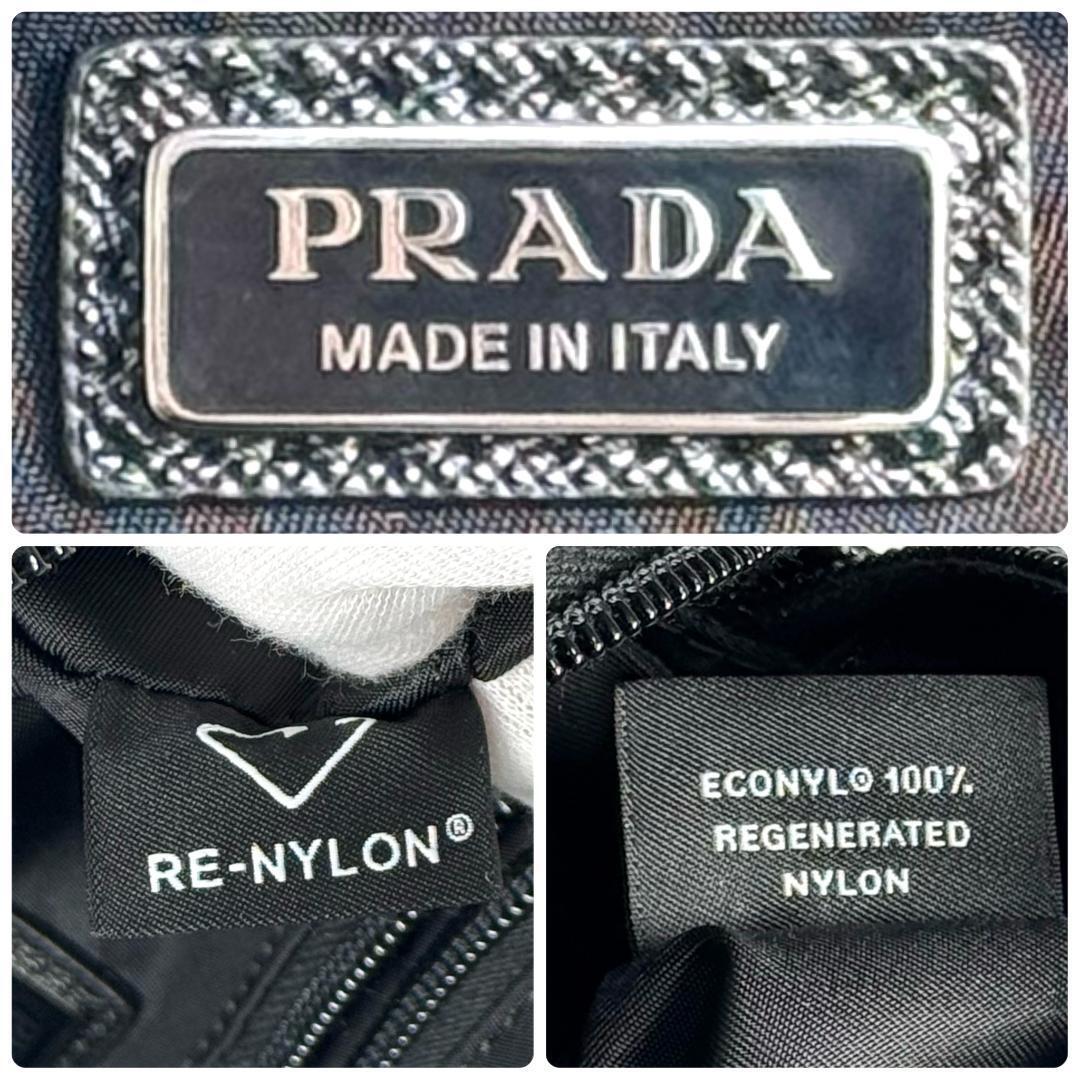 PRADA
MADE IN ITALY
RE-NYLON®
ECONYL® 100%
REGENERATED
NYLON